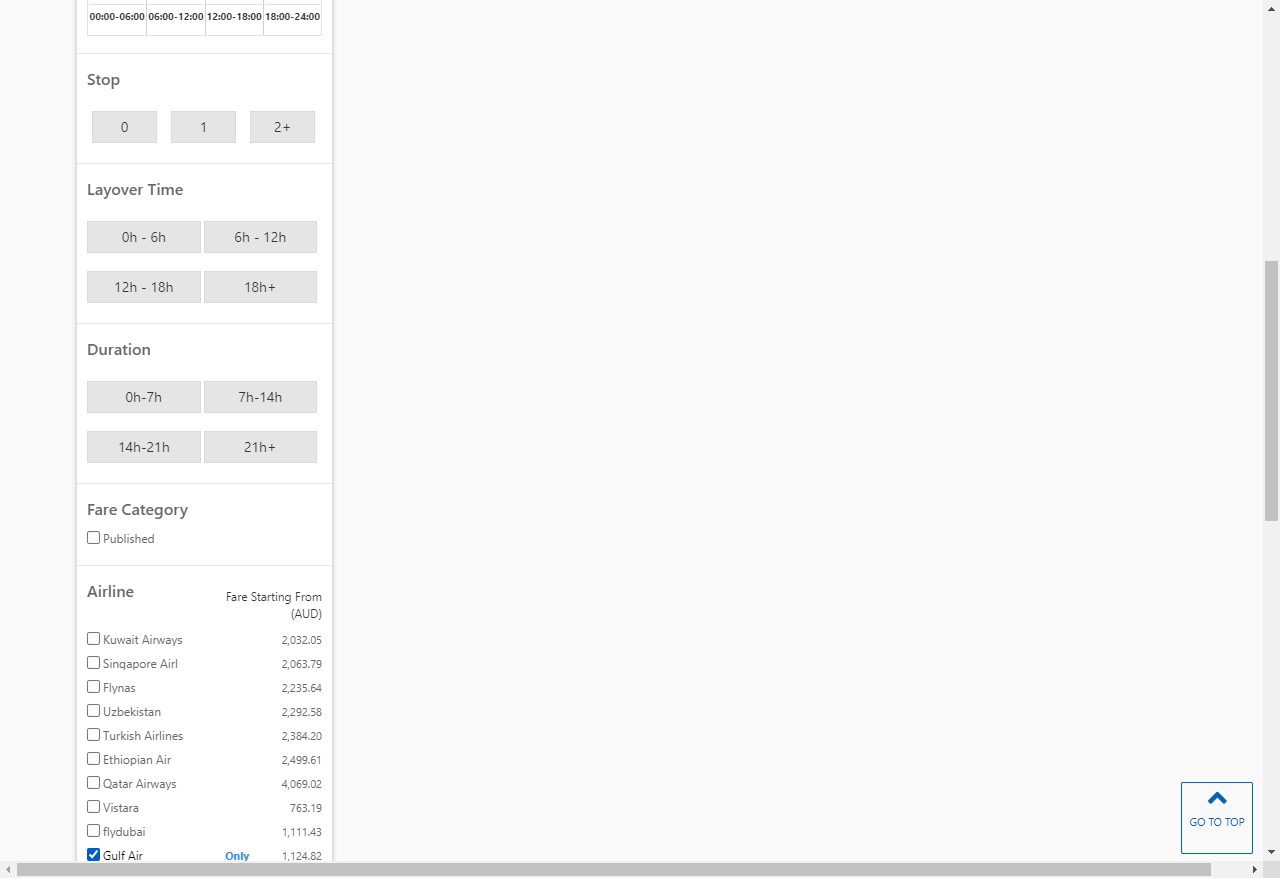 00:00-06:00 06:00-12:00 12:00-18:00 18:00-24:00
Stop
0 1 2+
Layover Time
0h - 6h 6h - 12h
12h - 18h 18h+
Duration
0h-7h 7h-14h
14h-21h 21h+
Fare Category
Published
Airline Fare Starting From
(AUD)
Kuwait Airways 2,032.05
Singapore Airl 2,063.79
Flynas 2,235.64
Uzbekistan 2,292.58
Turkish Airlines 2,384.20
Ethiopian Air 2,499.61
Qatar Airways 4,069.02
Vistara 763.19
flydubai 1,111.43
Gulf Air Only 1,124.82
GO TO TOP